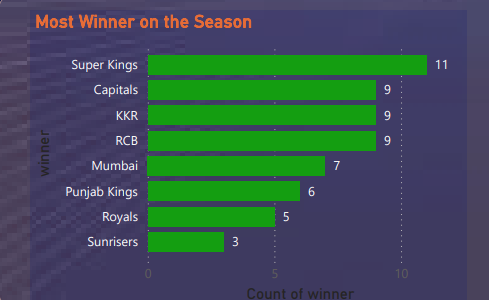 Most Winner on the Season
winner
Super Kings 11
Capitals 9
KKR 9
RCB 9
Mumbai 7
Punjab Kings 6
Royals 5
Sunrisers 3
0 5 10
Count of winner